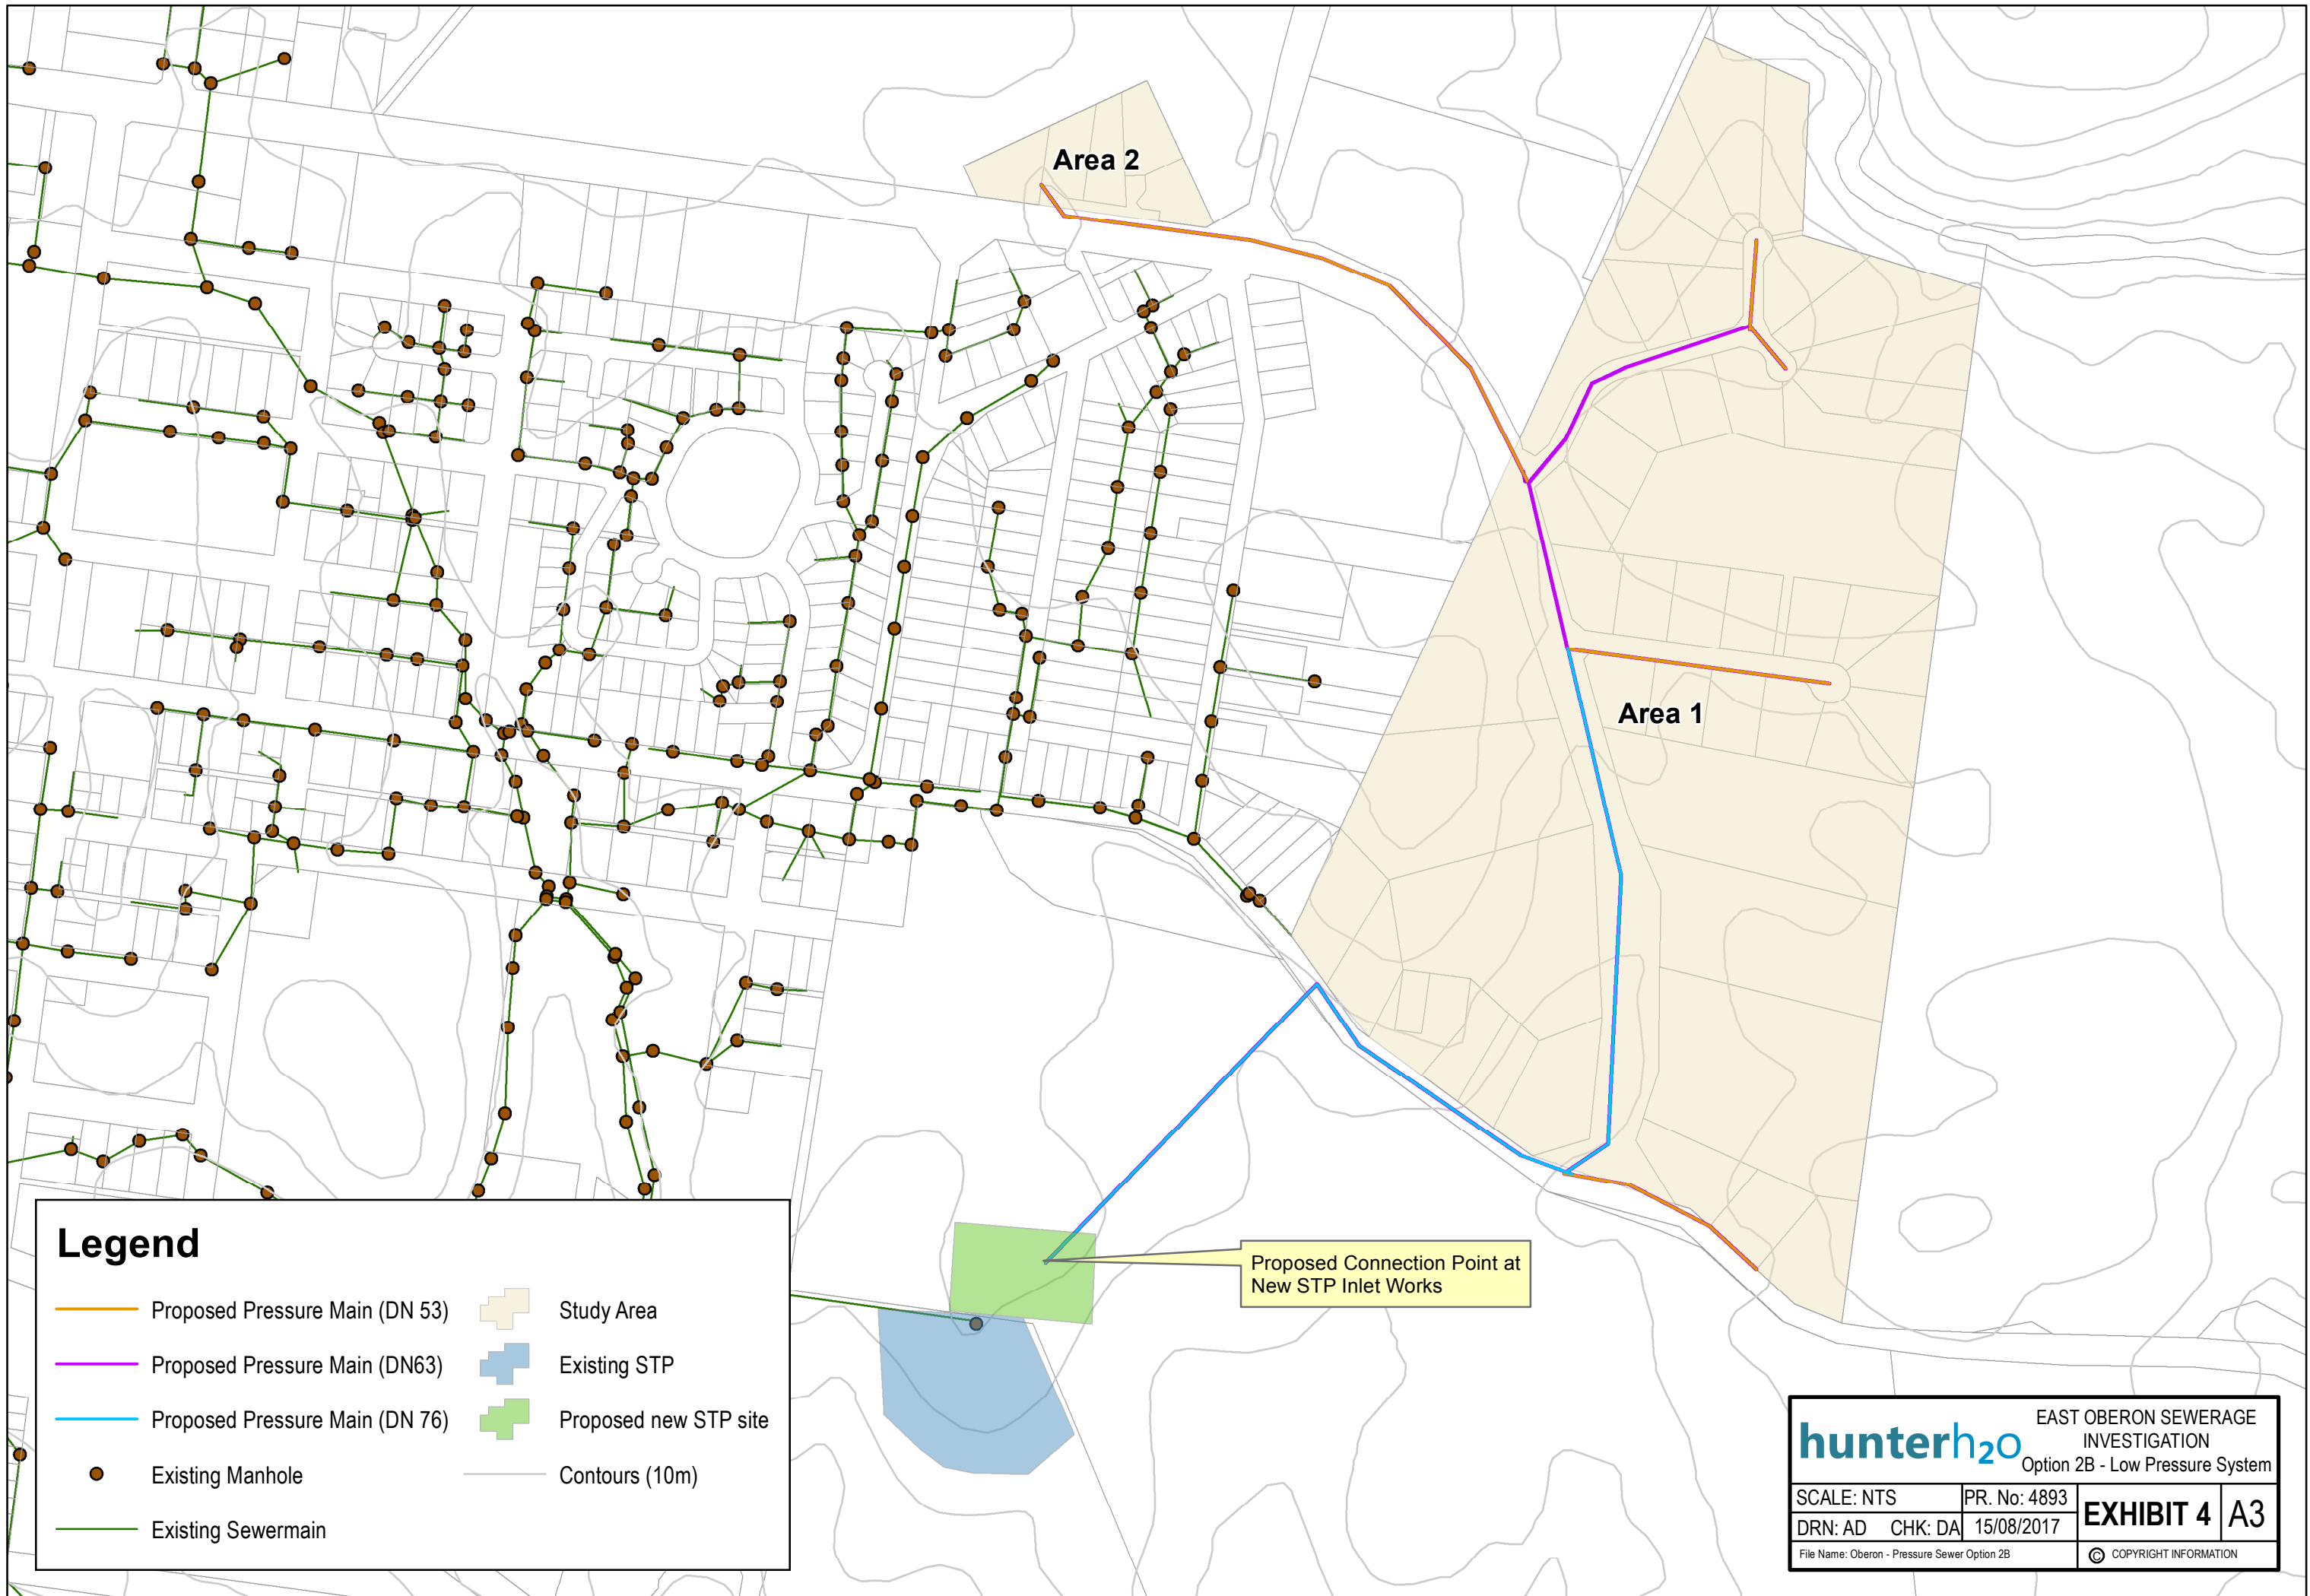 Area 2
Area 1
Proposed Connection Point at
New STP Inlet Works
Legend
Proposed Pressure Main (DN 53)
Proposed Pressure Main (DN63)
Proposed Pressure Main (DN 76)
Existing Manhole
Existing Sewermain
Study Area
Existing STP
Proposed new STP site
Contours (10m)
hunterh2o
EAST OBERON SEWERAGE
INVESTIGATION
Option 2B - Low Pressure System
SCALE: NTS
PR. No: 4893
DRN: AD CHK: DA
15/08/2017
EXHIBIT 4
A3
File Name: Oberon - Pressure Sewer Option 2B
© COPYRIGHT INFORMATION